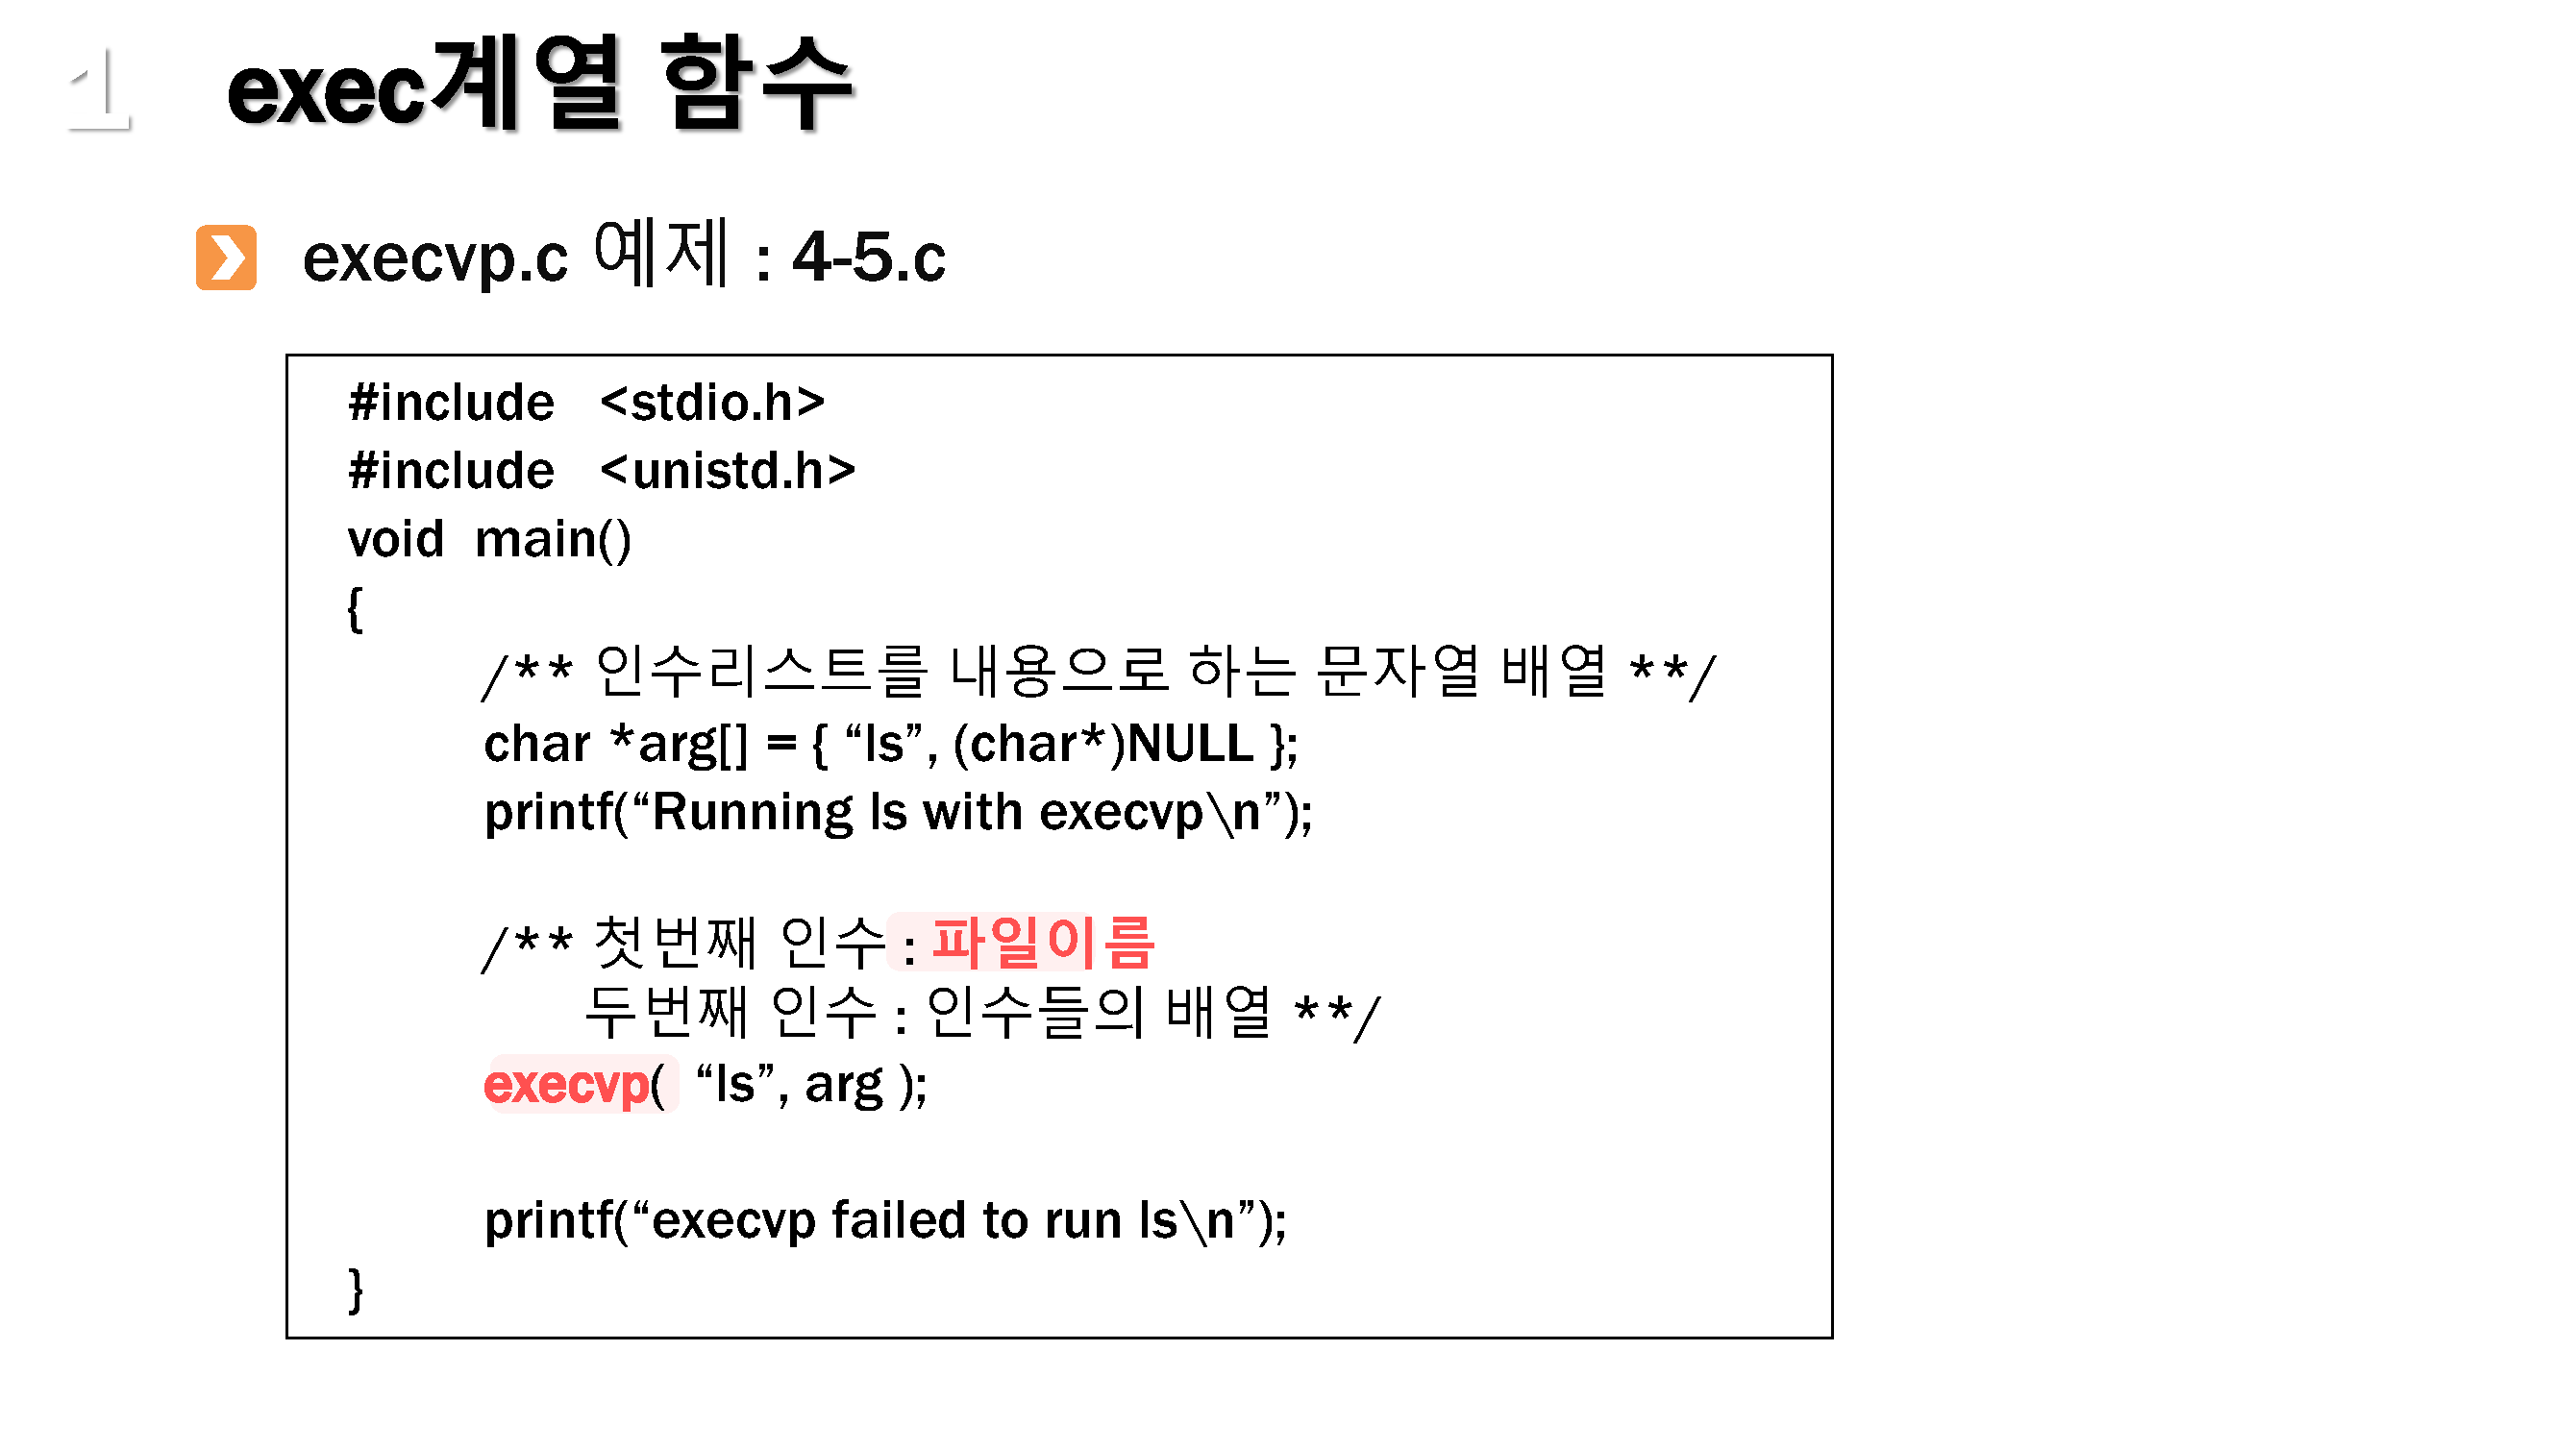 1 exec계열 함수
execvp.c 예제 : 4-5.c
#include <stdio.h>
#include <unistd.h>
void main()
{
/** 인수리스트를 내용으로 하는 문자열 배열 **/
char *arg[] = { “ls”, (char*)NULL };
printf(“Running ls with execvp\n”);
/** 첫번째 인수 : 파일이름
두번째 인수 : 인수들의 배열 **/
execvp( “ls”, arg );
printf(“execvp failed to run ls\n”);
}